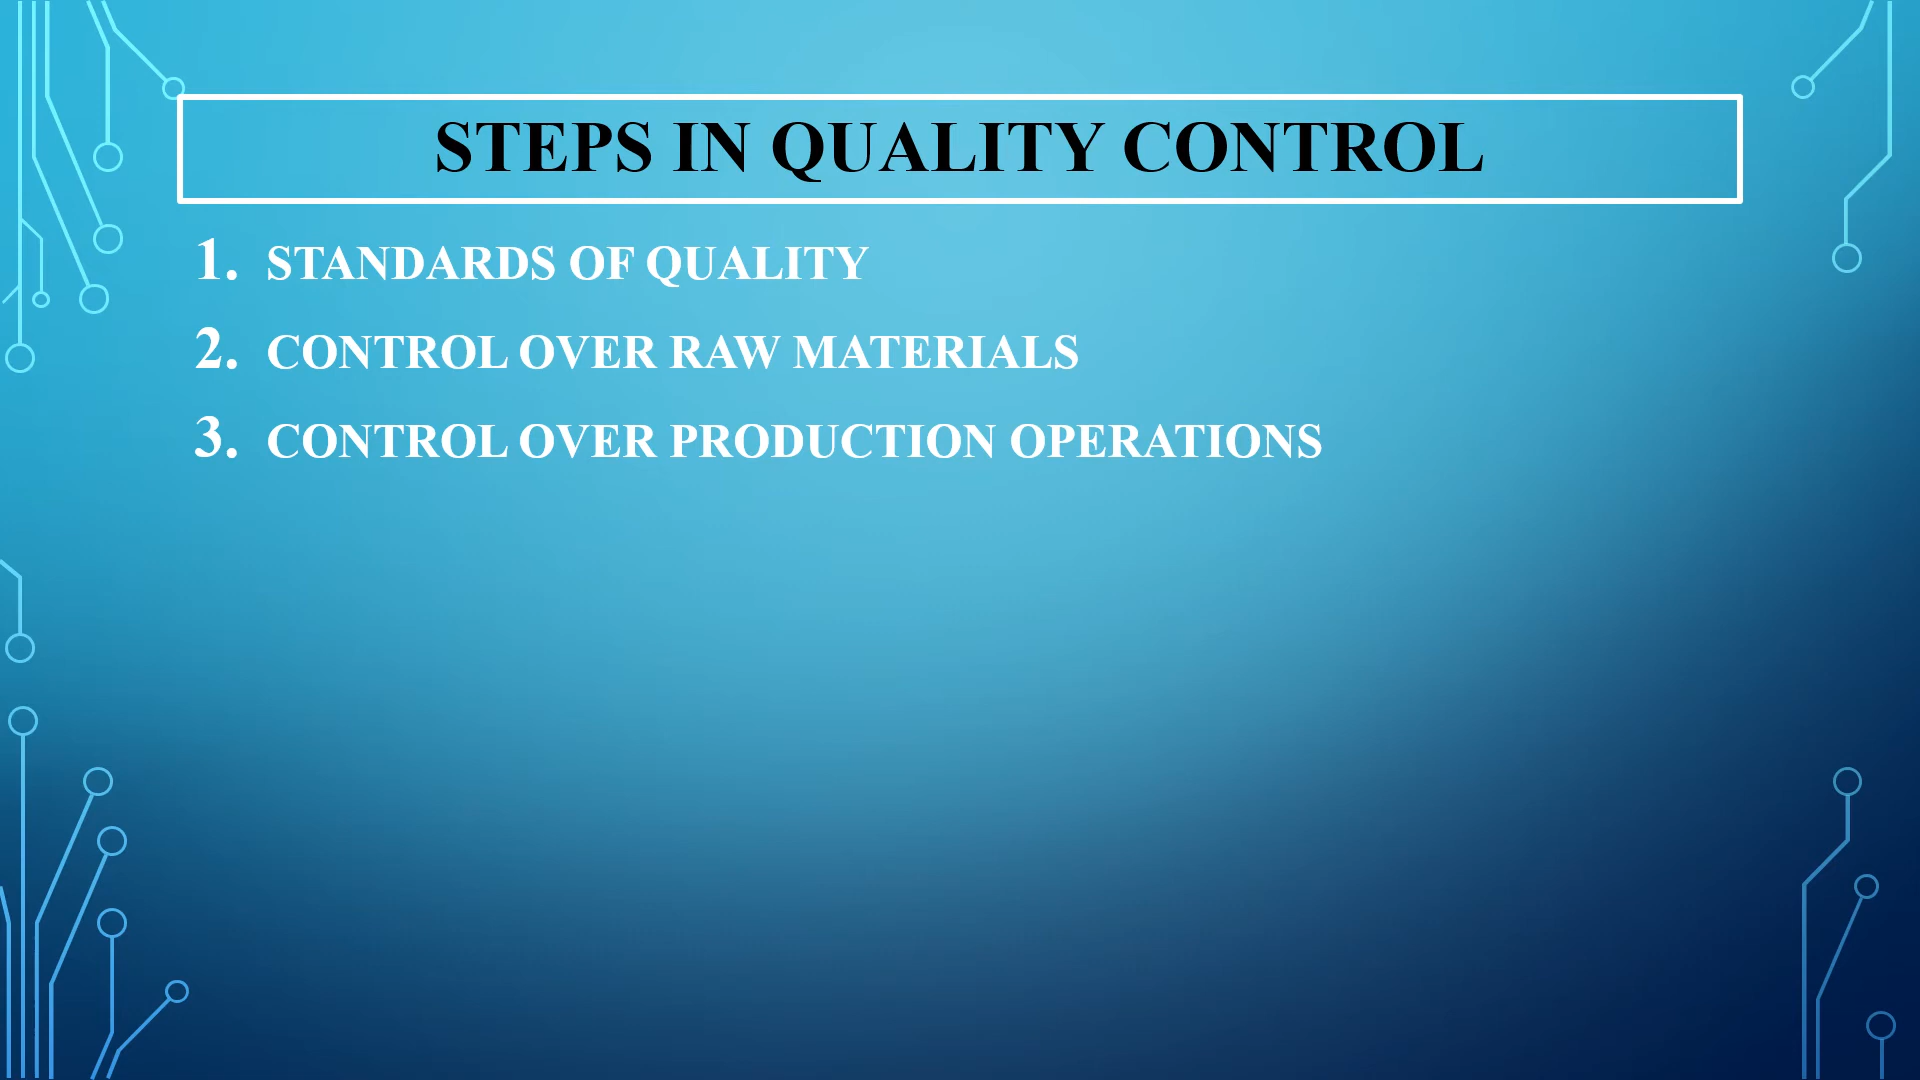 STEPS IN QUALITY CONTROL
1. STANDARDS OF QUALITY
2. CONTROL OVER RAW MATERIALS
3. CONTROL OVER PRODUCTION OPERATIONS